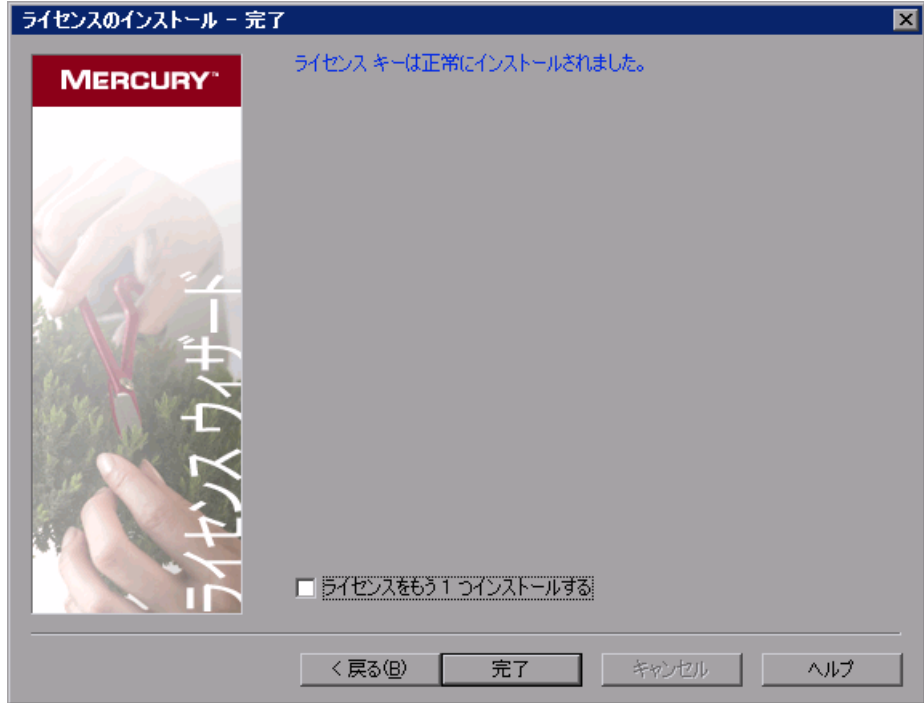 ライセンスのインストール - 完了
MERCURY™
ライセンス キーは正常にインストールされました。
ライセンス ウィザード
ライセンスをもう 1 つインストールする
< 戻る(B)
完了
キャンセル
ヘルプ